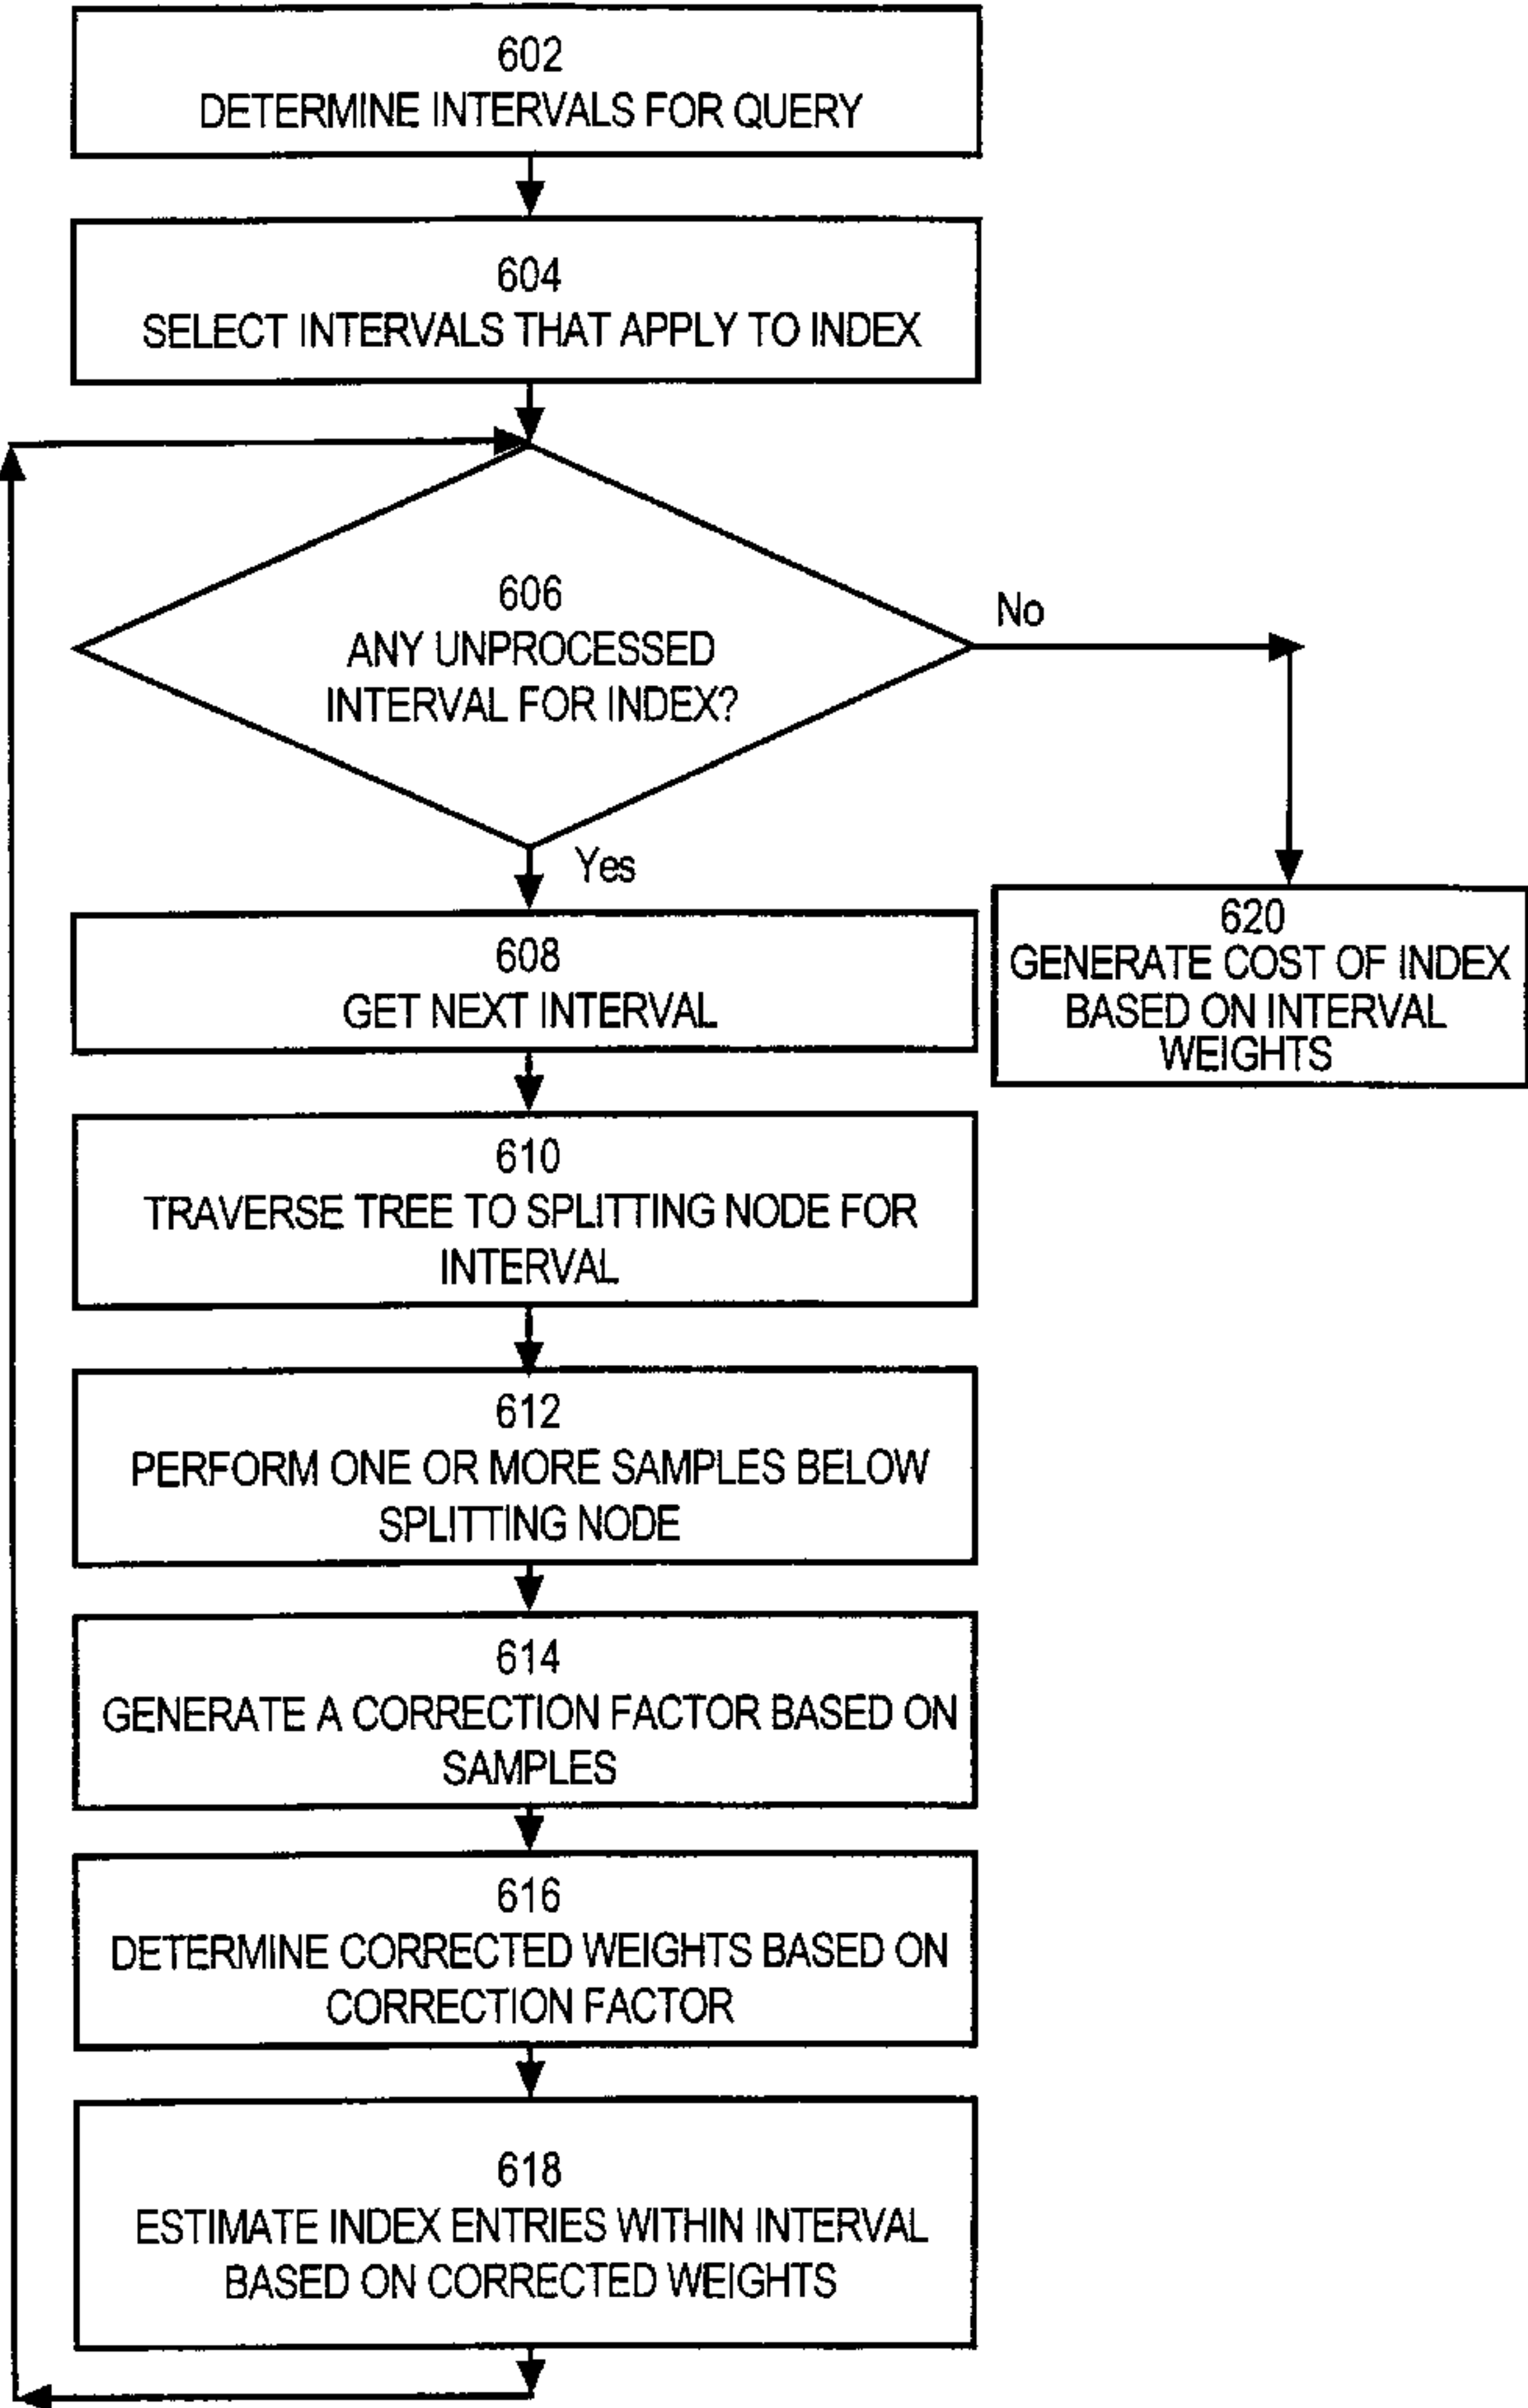 602
DETERMINE INTERVALS FOR QUERY
604
SELECT INTERVALS THAT APPLY TO INDEX
606
ANY UNPROCESSED
INTERVAL FOR INDEX?
No
Yes
608
GET NEXT INTERVAL
620
GENERATE COST OF INDEX
BASED ON INTERVAL
WEIGHTS
610
TRAVERSE TREE TO SPLITTING NODE FOR
INTERVAL
612
PERFORM ONE OR MORE SAMPLES BELOW
SPLITTING NODE
614
GENERATE A CORRECTION FACTOR BASED ON
SAMPLES
616
DETERMINE CORRECTED WEIGHTS BASED ON
CORRECTION FACTOR
618
ESTIMATE INDEX ENTRIES WITHIN INTERVAL
BASED ON CORRECTED WEIGHTS